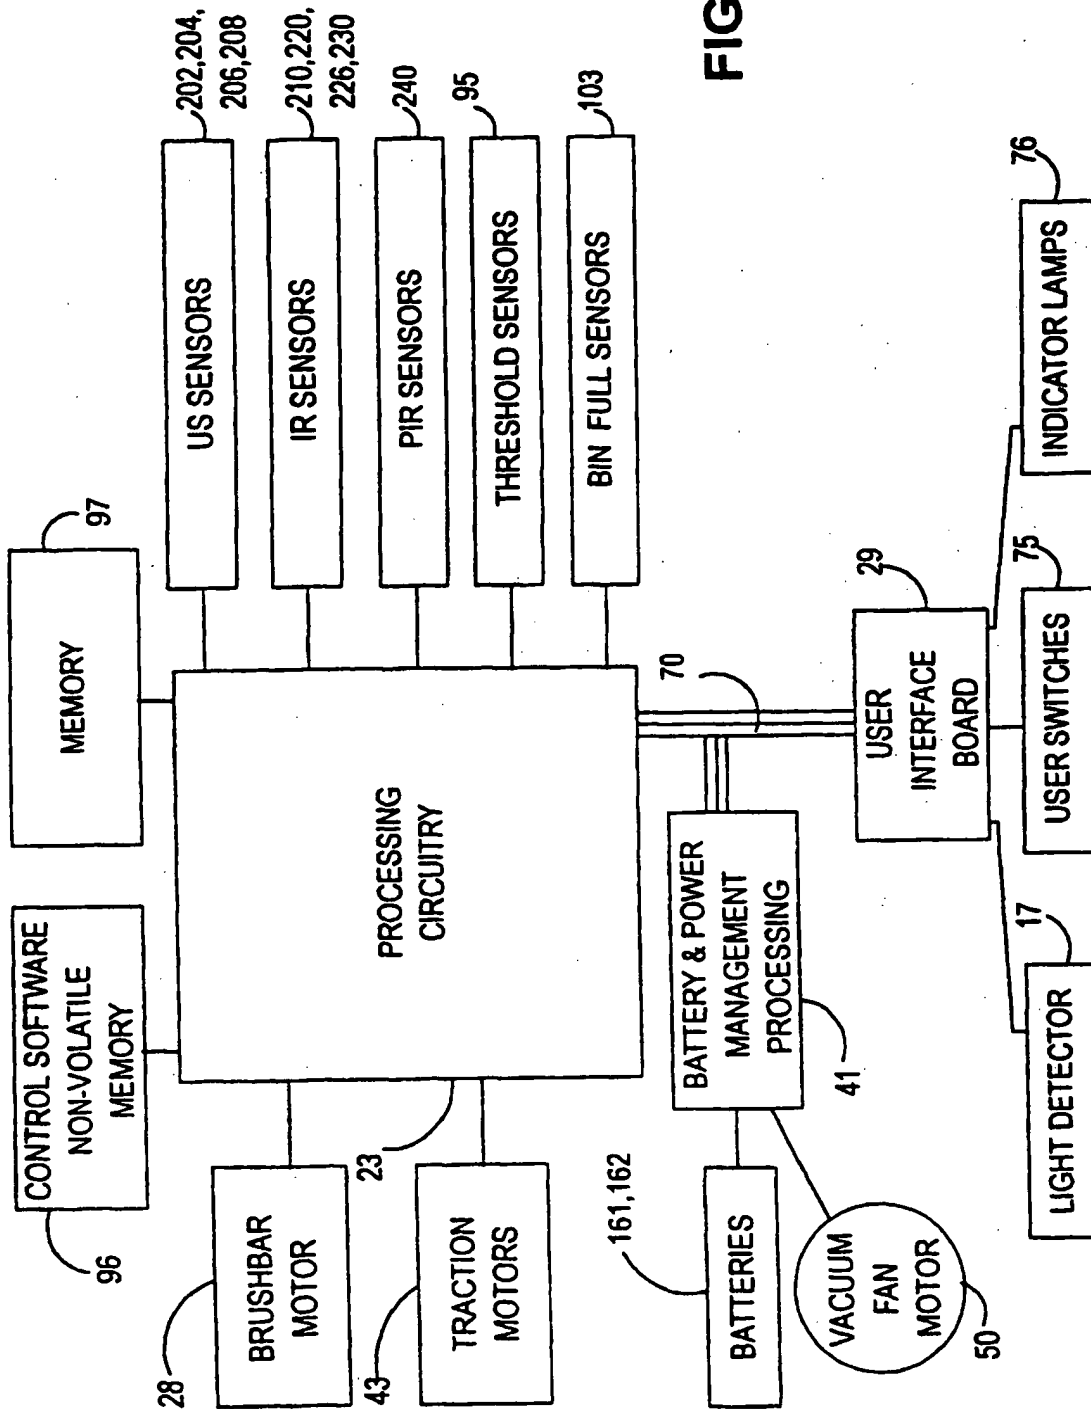 CONTROL SOFTWARE
NON-VOLATILE
MEMORY
96
MEMORY
97
BRUSHBAR
MOTOR
28
TRACTION
MOTORS
43
23
PROCESSING
CIRCUITRY
US SENSORS
202,204,
206,208
IR SENSORS
210,220,
226,230
PIR SENSORS
240
THRESHOLD SENSORS
95
BIN FULL SENSORS
103
FIG
161,162
BATTERIES
BATTERY & POWER
MANAGEMENT
PROCESSING
41
70
VACUUM
FAN
MOTOR
50
USER
INTERFACE
BOARD
29
LIGHT DETECTOR
17
USER SWITCHES
75
INDICATOR LAMPS
76